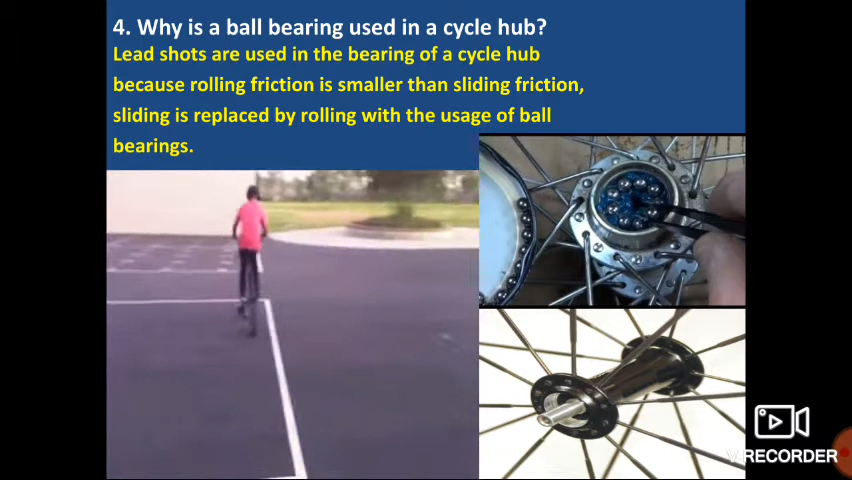 4. Why is a ball bearing used in a cycle hub?
Lead shots are used in the bearing of a cycle hub
because rolling friction is smaller than sliding friction,
sliding is replaced by rolling with the usage of ball
bearings.
V RECORDER